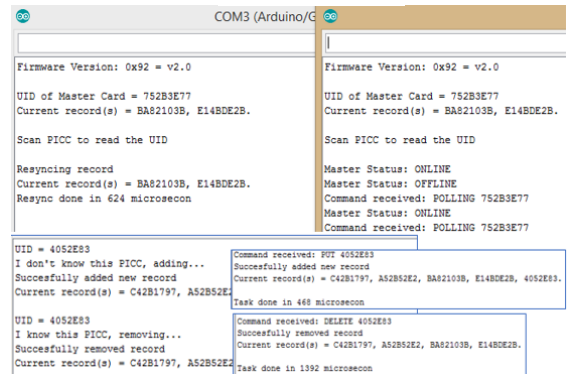 COM3 (Arduino/G
Firmware Version: 0x92 = v2.0
UID of Master Card = 752B3E77
Current record(s) = BA82103B, E14BDE2B.
Scan PICC to read the UID
Resyncing record
Current record(s) = BA82103B, E14BDE2B.
Resync done in 624 microsecon
Firmware Version: 0x92 = v2.0
UID of Master Card = 752B3E77
Current record(s) = BA82103B, E14BDE2B.
Scan PICC to read the UID
Master Status: ONLINE
Master Status: OFFLINE
Command received: POLLING 752B3E77
Master Status: ONLINE
Command received: POLLING 752B3E77
UID = 4052E83
I don't know this PICC, adding...
Succesfully added new record
Current record(s) = C42B1797, A52B52E2
UID = 4052E83
I know this PICC, removing...
Succesfully removed record
Current record(s) = C42B1797, A52B52E2
Command received: PUT 4052E83
Succesfully added new record
Current record(s) = C42B1797, A52B52E2, BA82103B, E14BDE2B, 4052E83.
Task done in 468 microsecon
Command received: DELETE 4052E83
Succesfully removed record
Current record(s) = C42B1797, A52B52E2, BA82103B, E14BDE2B.
Task done in 1392 microsecon